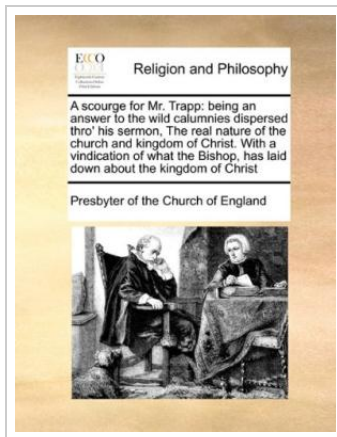 ECCO
Religion and Philosophy
A scourge for Mr. Trapp: being an
answer to the wild calumnies dispersed
thro' his sermon, The real nature of the
church and kingdom of Christ. With a
vindication of what the Bishop, has laid
down about the kingdom of Christ
Presbyter of the Church of England